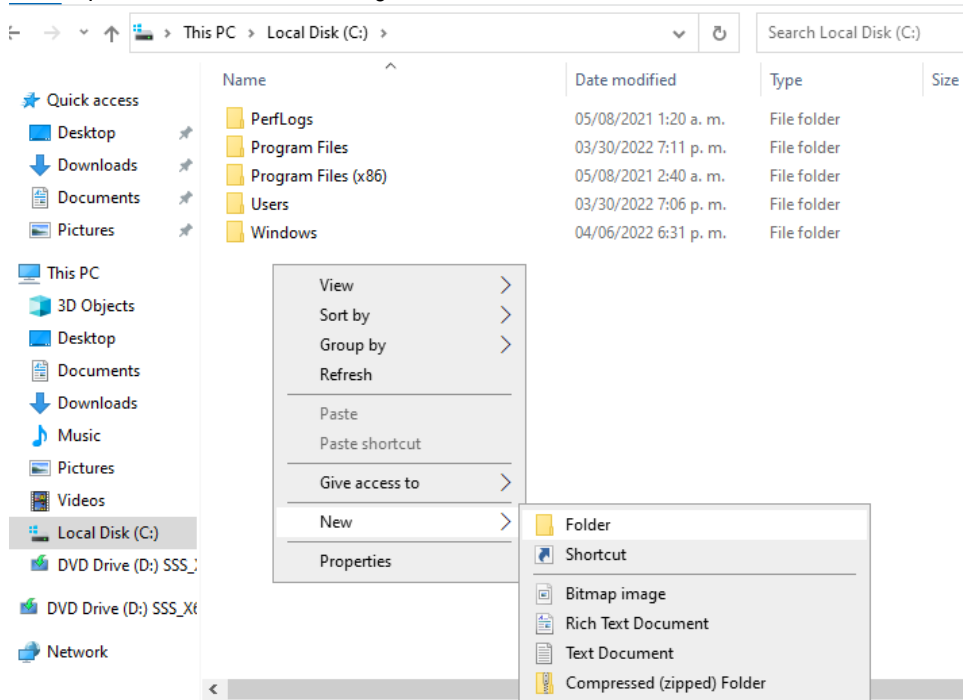 This PC > Local Disk (C:) >
Search Local Disk (C:)
Name
Date modified
Type
Size
Quick access
Desktop
Downloads
Documents
Pictures
This PC
3D Objects
Desktop
Documents
Downloads
Music
Pictures
Videos
Local Disk (C:)
DVD Drive (D:) SSS_
DVD Drive (D:) SSS_X6
Network
PerfLogs 05/08/2021 1:20 a. m. File folder
Program Files 03/30/2022 7:11 p. m. File folder
Program Files (x86) 05/08/2021 2:40 a. m. File folder
Users 03/30/2022 7:06 p. m. File folder
Windows 04/06/2022 6:31 p. m. File folder
View
Sort by
Group by
Refresh
Paste
Paste shortcut
Give access to
New
Properties
Folder
Shortcut
Bitmap image
Rich Text Document
Text Document
Compressed (zipped) Folder